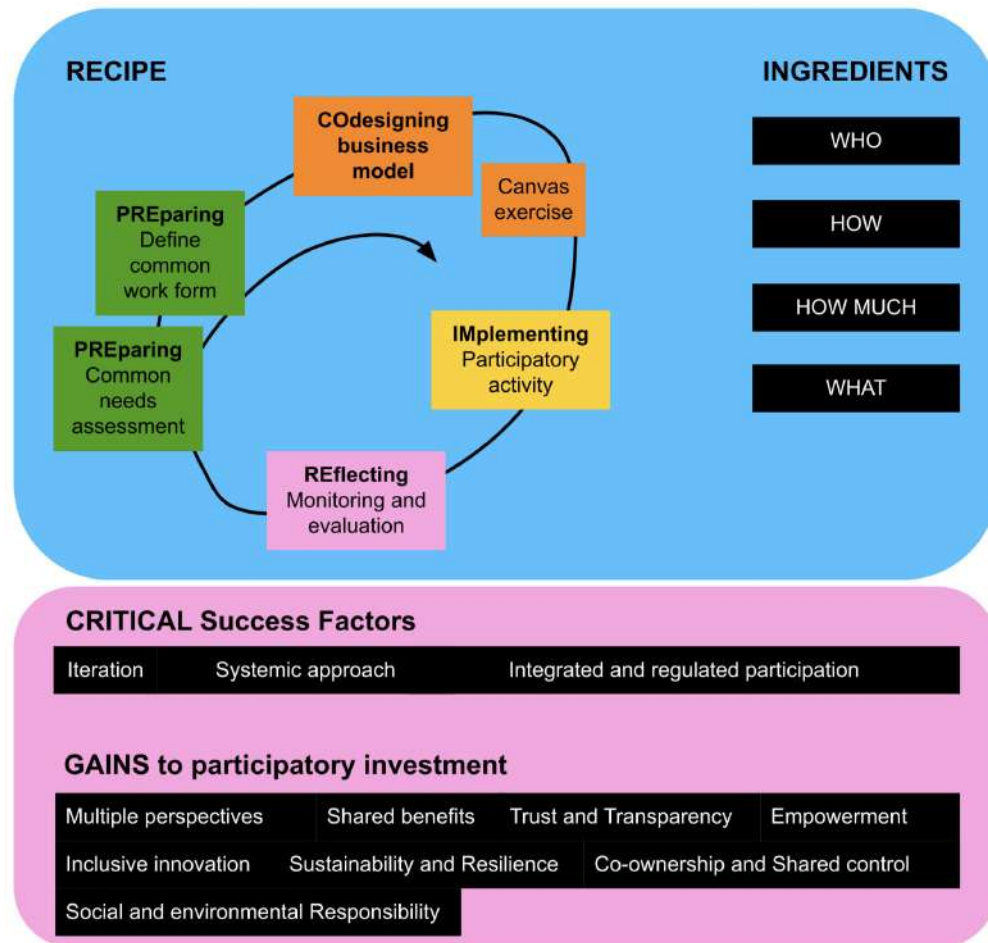 RECIPE
COdesigning
business
model
Canvas
exercise
PREparing
Define
common
work form
PREparing
Common
needs
assessment
IMplementing
Participatory
activity
REflecting
Monitoring and
evaluation
INGREDIENTS
WHO
HOW
HOW MUCH
WHAT
CRITICAL Success Factors
Iteration Systemic approach Integrated and regulated participation
GAINS to participatory investment
Multiple perspectives Shared benefits Trust and Transparency Empowerment
Inclusive innovation Sustainability and Resilience Co-ownership and Shared control
Social and environmental Responsibility